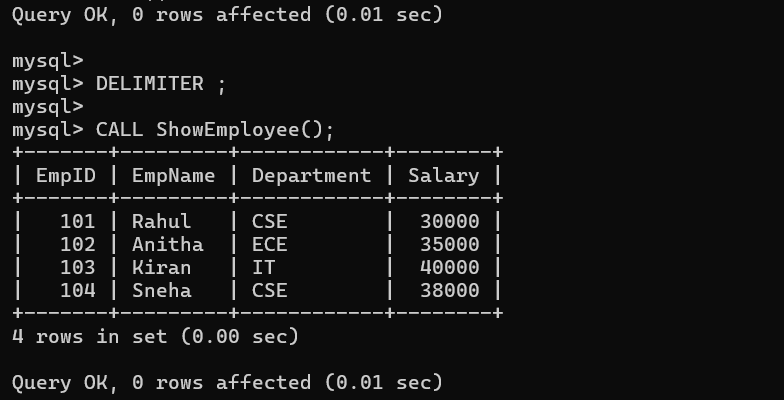 Query OK, 0 rows affected (0.01 sec)

mysql>
mysql> DELIMITER ;
mysql>
mysql> CALL ShowEmployee();
+-------+---------+------------+--------+
| EmpID | EmpName | Department | Salary |
+-------+---------+------------+--------+
|   101 | Rahul   | CSE        |  30000 |
|   102 | Anitha  | ECE        |  35000 |
|   103 | Kiran   | IT         |  40000 |
|   104 | Sneha   | CSE        |  38000 |
+-------+---------+------------+--------+
4 rows in set (0.00 sec)

Query OK, 0 rows affected (0.01 sec)